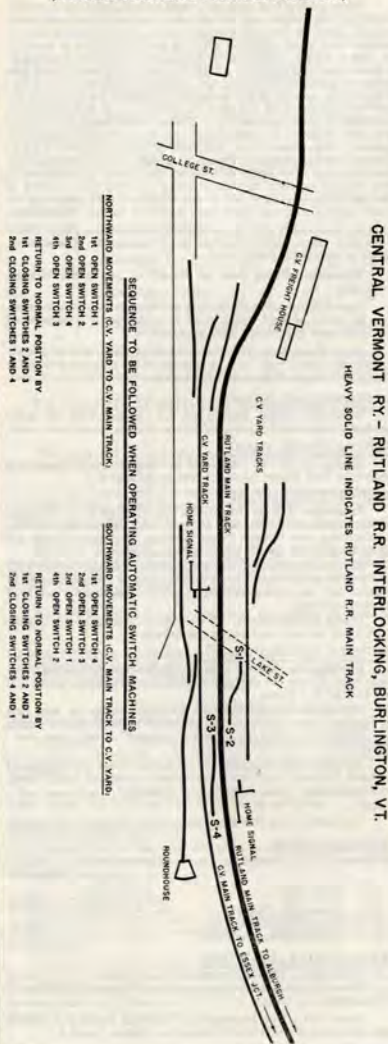 CENTRAL VERMONT RY. – RUTLAND R.R. INTERLOCKING, BURLINGTON, VT.
HEAVY SOLID LINE INDICATES RUTLAND R.R. MAIN TRACK
COLLEGE ST.
C.V. FREIGHT HOUSE
C.V. YARD TRACKS
RUTLAND MAIN TRACK
C.V. YARD TRACK
HOME SIGNAL
LAKE ST.
S-1
S-2
S-3
S-4
HOME SIGNAL
RUTLAND MAIN TRACK TO ALBURGH
C.V. MAIN TRACK TO ESSEX JCT.
ROUNDHOUSE
SEQUENCE TO BE FOLLOWED WHEN OPERATING AUTOMATIC SWITCH MACHINES
NORTHWARD MOVEMENTS (C.V. YARD TO C.V. MAIN TRACK)
1st OPEN SWITCH 1
2nd OPEN SWITCH 2
3rd OPEN SWITCH 4
4th OPEN SWITCH 3
RETURN TO NORMAL POSITION BY
1st CLOSING SWITCHES 2 AND 3
2nd CLOSING SWITCHES 1 AND 4
SOUTHWARD MOVEMENTS (C.V. MAIN TRACK TO C.V. YARD)
1st OPEN SWITCH 4
2nd OPEN SWITCH 3
3rd OPEN SWITCH 1
4th OPEN SWITCH 2
RETURN TO NORMAL POSITION BY
1st CLOSING SWITCHES 2 AND 3
2nd CLOSING SWITCHES 4 AND 1